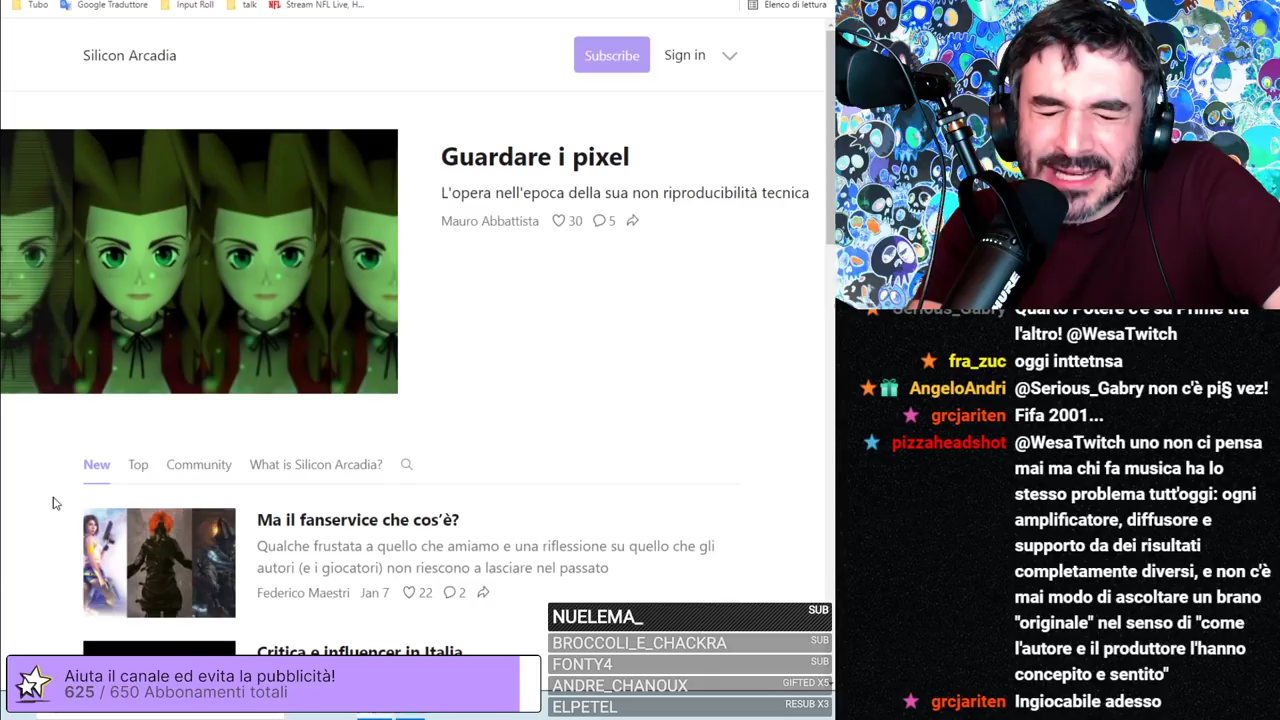 Tubo
Google Traduttore
Input Roll
talk
Stream NFL Live, H...
Elenco di lettura
Silicon Arcadia
Subscribe
Sign in
Guardare i pixel
L'opera nell'epoca della sua non riproducibilità tecnica
Mauro Abbattista 30 5
New Top Community What is Silicon Arcadia?
Ma il fanservice che cos'è?
Qualche frustata a quello che amiamo e una riflessione su quello che gli
autori (e i giocatori) non riescono a lasciare nel passato
Federico Maestri Jan 7 22 2
Critica e influencer in Italia
Aiuta il canale ed evita la pubblicità!
625 / 650 Abbonamenti totali
NUELEMA_ SUB
BROCCOLI_E_CHACKRA SUB
FONTY4 SUB
ANDRE_CHANOUX GIFTED X5
ELPETEL RESUB X3
SHURE
Serious_Gabry Quarto Potere c'è su Prime tra
l'altro! @WesaTwitch
fra_zuc oggi inttetnsa
AngeloAndri @Serious_Gabry non c'è pi§ vez!
grcjariten Fifa 2001...
pizzaheadshot @WesaTwitch uno non ci pensa
mai ma chi fa musica ha lo
stesso problema tutt'oggi: ogni
amplificatore, diffusore e
supporto da dei risultati
completamente diversi, e non c'è
mai modo di ascoltare un brano
"originale" nel senso di "come
l'autore e il produttore l'hanno
concepito e sentito"
grcjariten Ingiocabile adesso